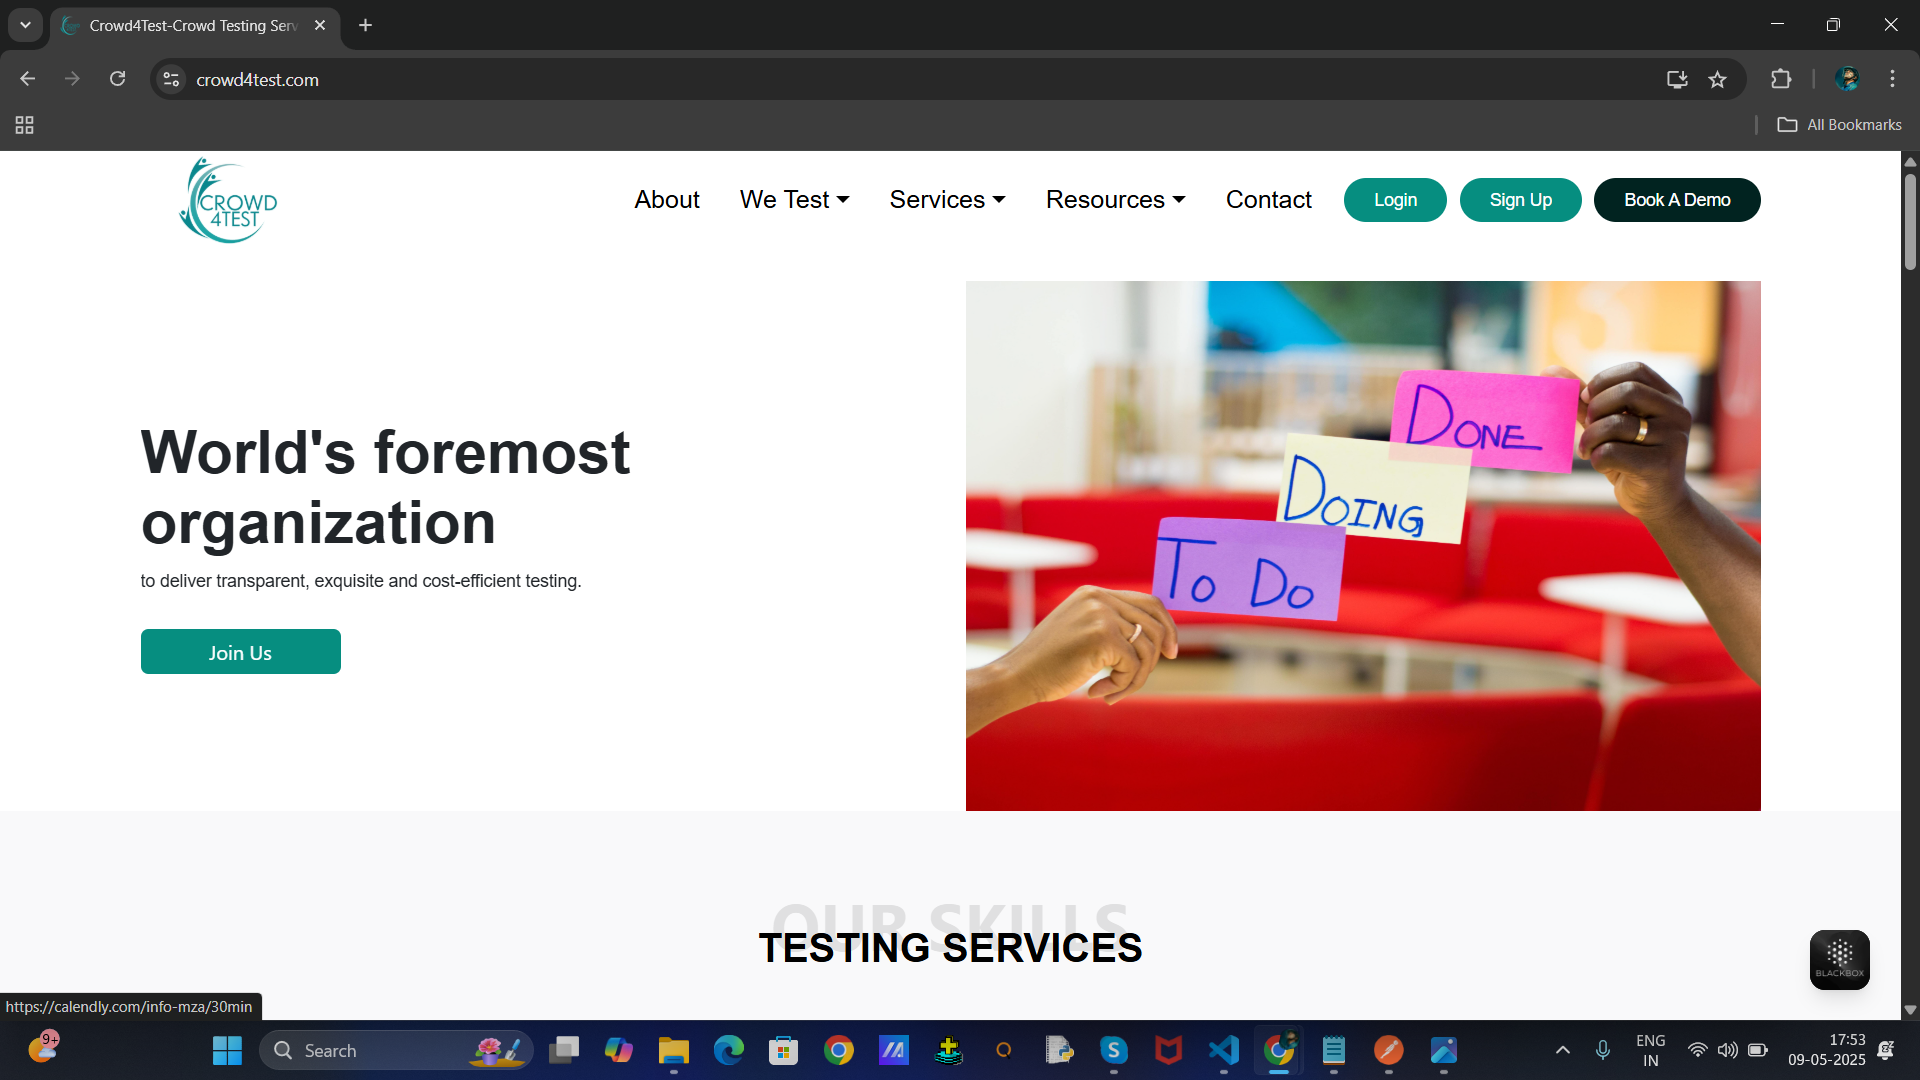 Crowd4Test-Crowd Testing Serv
crowd4test.com
All Bookmarks
CROWD
4TEST
About
We Test
Services
Resources
Contact
Login
Sign Up
Book A Demo
World's foremost
organization
to deliver transparent, exquisite and cost-efficient testing.
Join Us
DONE
DOING
TO DO
OUR SKILLS
TESTING SERVICES
BLACKBOX
https://calendly.com/info-mza/30min
9+
Search
ENG
IN
17:53
09-05-2025